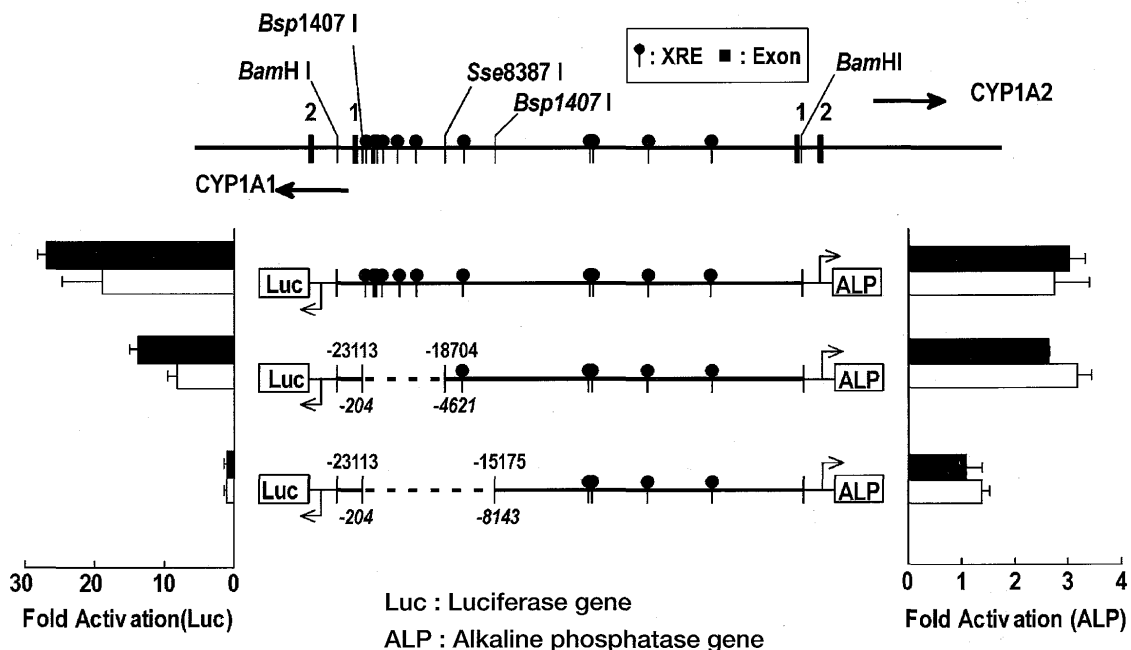 Bsp1407 I
: XRE : Exon
BamH I
Sse8387 I
BamHI
Bsp1407 I
CYP1A2
2 1 1 2
CYP1A1
Luc ALP
-23113 -18704
Luc ALP
-204 -4621
-23113 -15175
Luc ALP
-204 -8143
30 20 10 0
0 1 2 3 4
Fold Activation(Luc)
Fold Activation (ALP)
Luc : Luciferase gene
ALP : Alkaline phosphatase gene